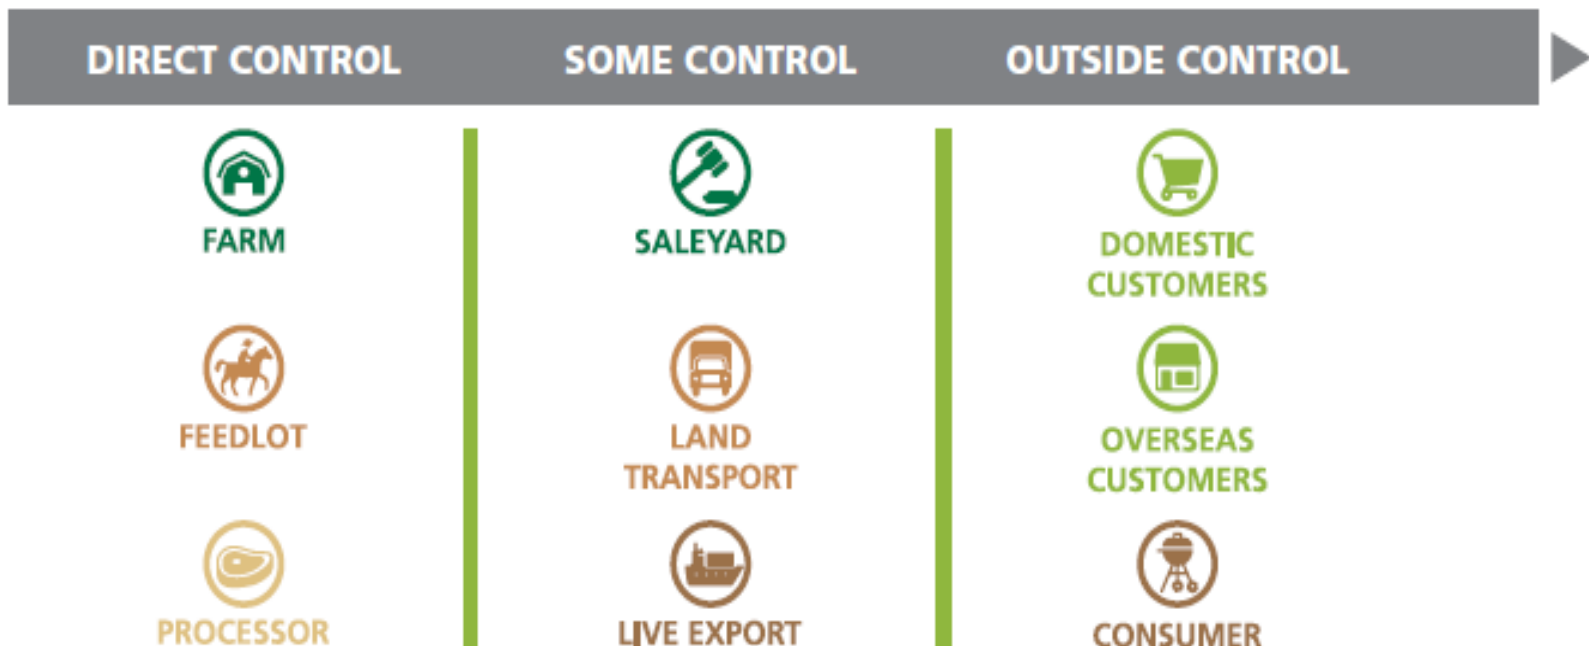 DIRECT CONTROL
SOME CONTROL
OUTSIDE CONTROL
FARM
SALEYARD
DOMESTIC
CUSTOMERS
FEEDLOT
LAND
TRANSPORT
OVERSEAS
CUSTOMERS
PROCESSOR
LIVE EXPORT
CONSUMER